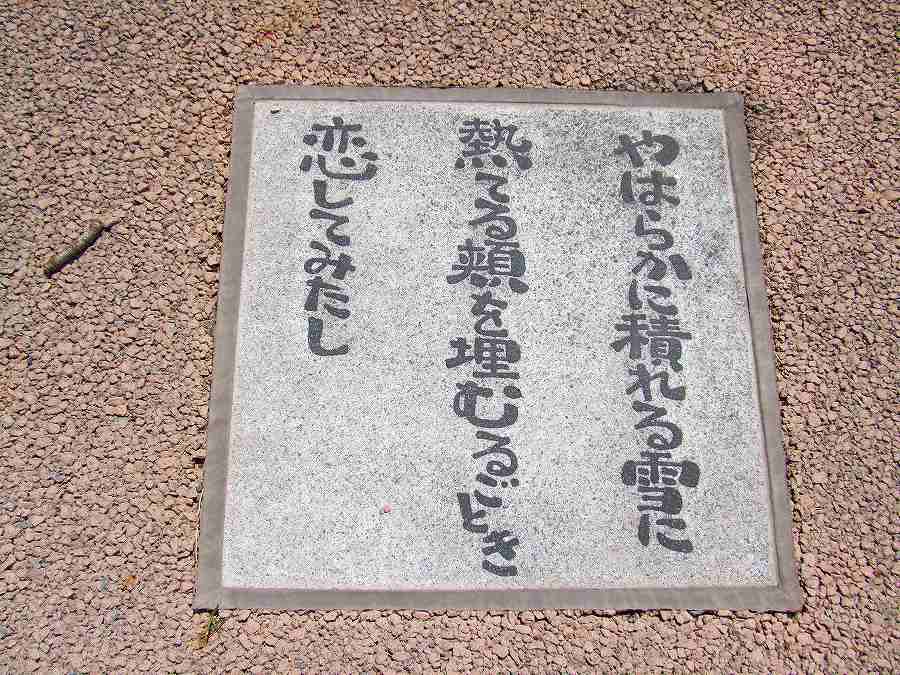 やはらかに積れる雪に
熱てる頬を埋むるごとき
恋してみたし